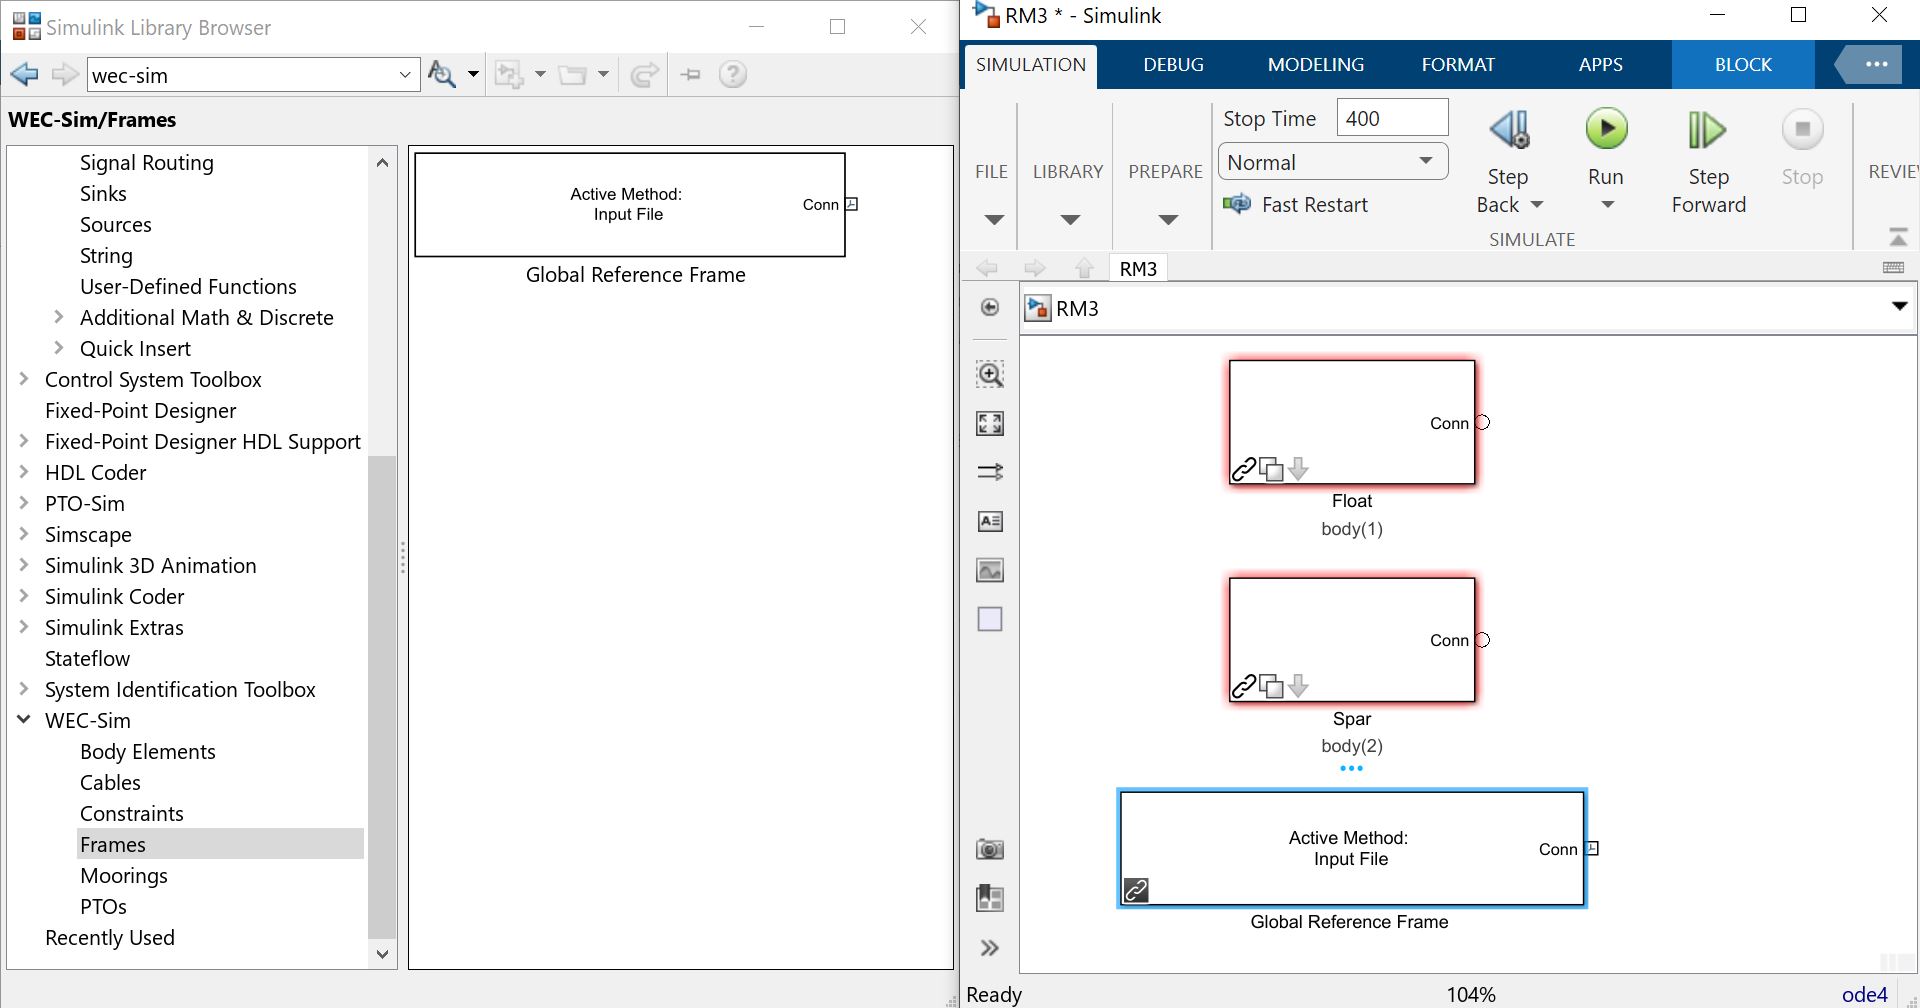 Simulink Library Browser
wec-sim
WEC-Sim/Frames
Signal Routing
Sinks
Sources
String
User-Defined Functions
Additional Math & Discrete
Quick Insert
Control System Toolbox
Fixed-Point Designer
Fixed-Point Designer HDL Support
HDL Coder
PTO-Sim
Simscape
Simulink 3D Animation
Simulink Coder
Simulink Extras
Stateflow
System Identification Toolbox
WEC-Sim
Body Elements
Cables
Constraints
Frames
Moorings
PTOs
Recently Used
Active Method:
Input File
Conn
Global Reference Frame
RM3 * - Simulink
SIMULATION DEBUG MODELING FORMAT APPS BLOCK
FILE
LIBRARY
PREPARE
Stop Time 400
Normal
Fast Restart
Step
Back
Run
Step
Forward
Stop
SIMULATE
REVIEW
RM3
RM3
Conn
Float
body(1)
Conn
Spar
body(2)
Active Method:
Input File
Conn
Global Reference Frame
Ready 104% ode4